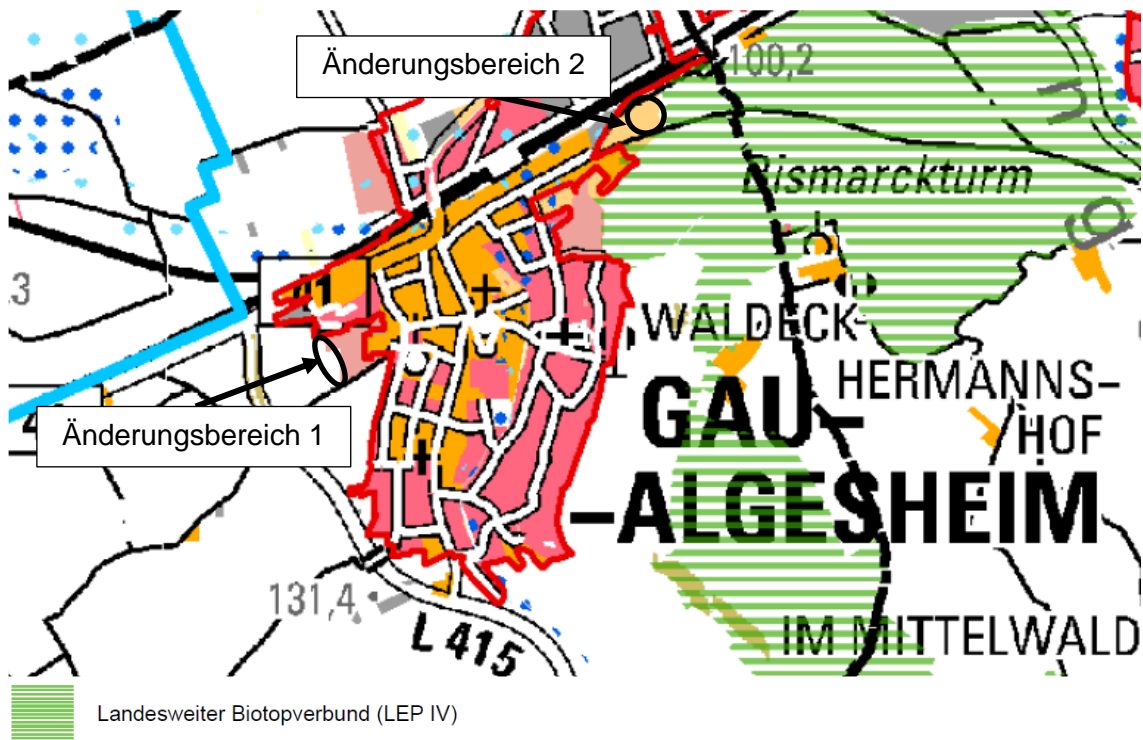 Änderungsbereich 2
100,2
Bismarckturm
WALDECK
HERMANNS-
HOF
GAU-
-ALGESHEIM
Änderungsbereich 1
131,4
L 415
IM MITTELWALD
Landesweiter Biotopverbund (LEP IV)